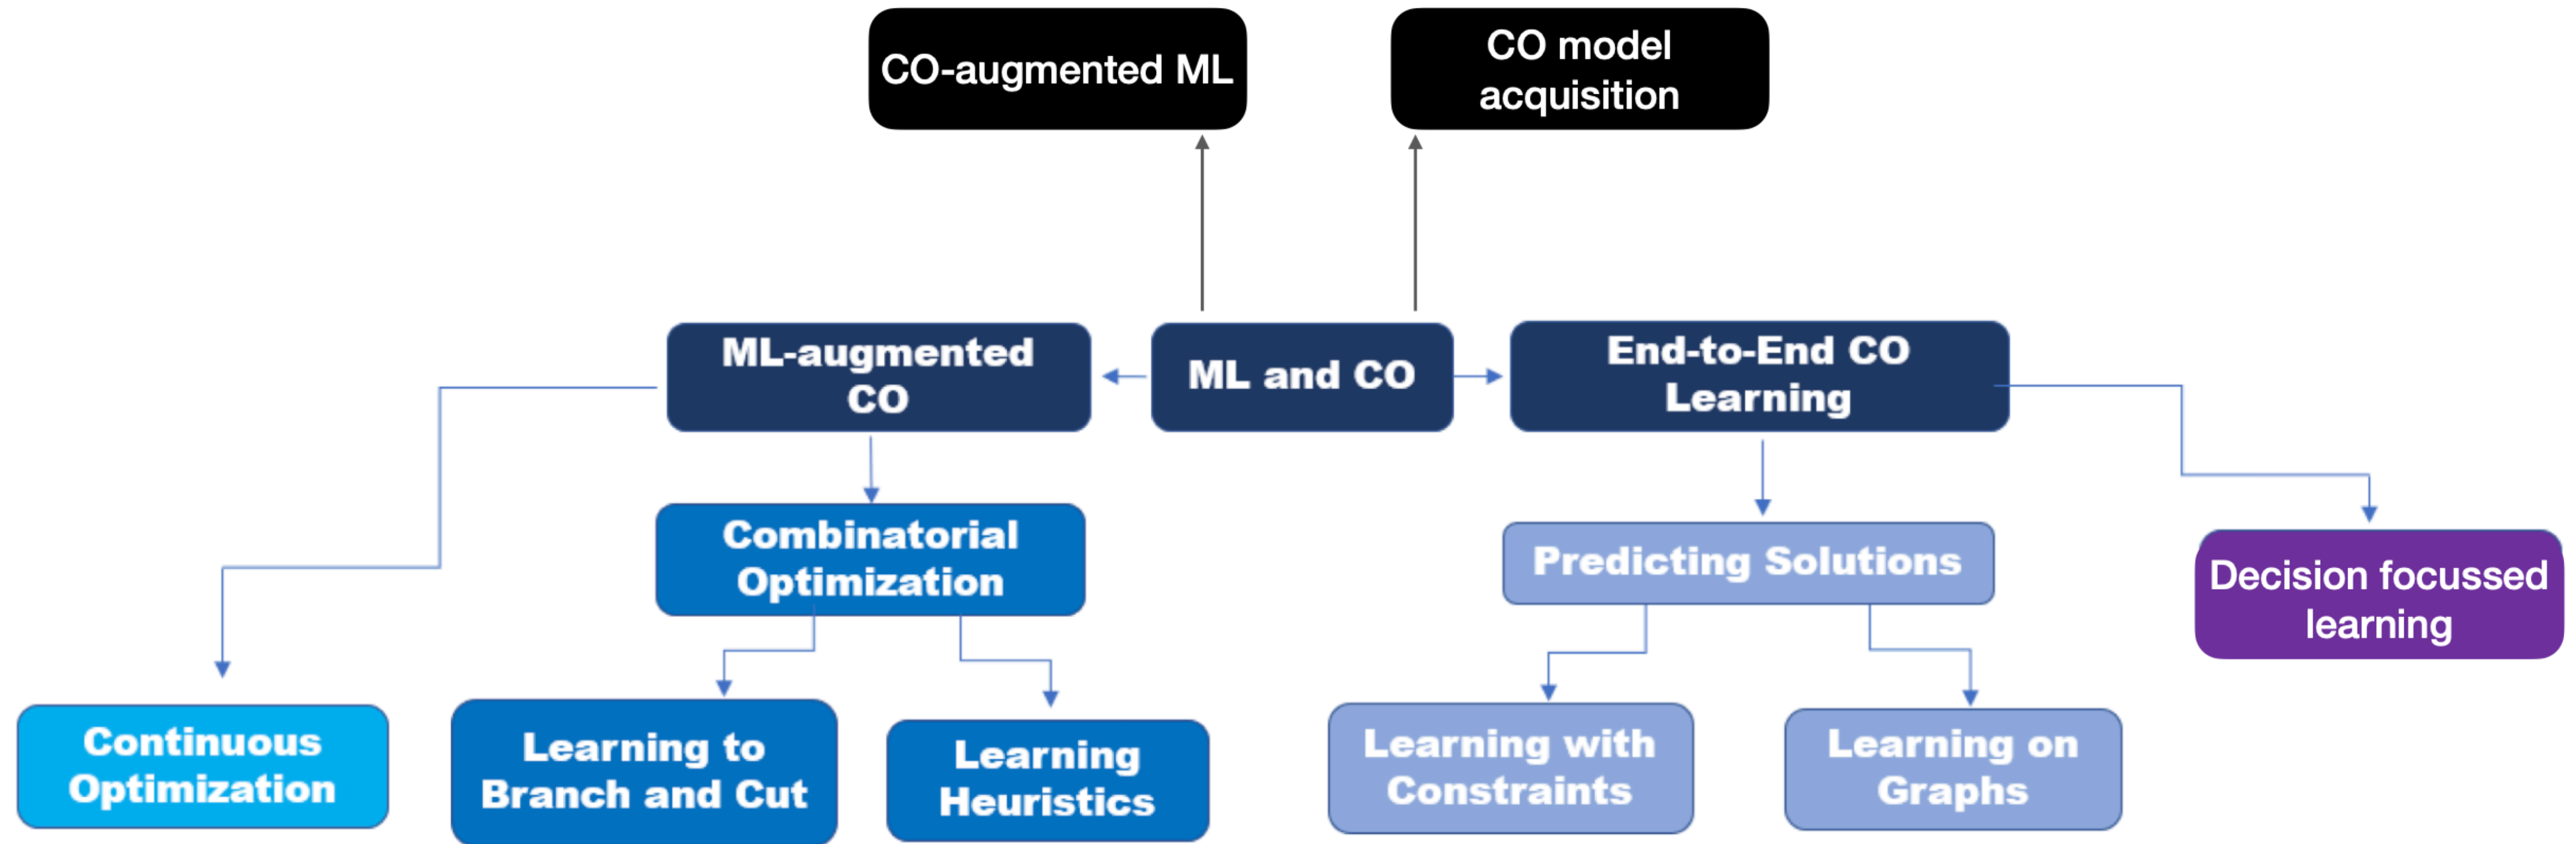 CO-augmented ML
CO model
acquisition
ML-augmented
CO
ML and CO
End-to-End CO
Learning
Combinatorial
Optimization
Predicting Solutions
Decision focussed
learning
Continuous
Optimization
Learning to
Branch and Cut
Learning
Heuristics
Learning with
Constraints
Learning on
Graphs